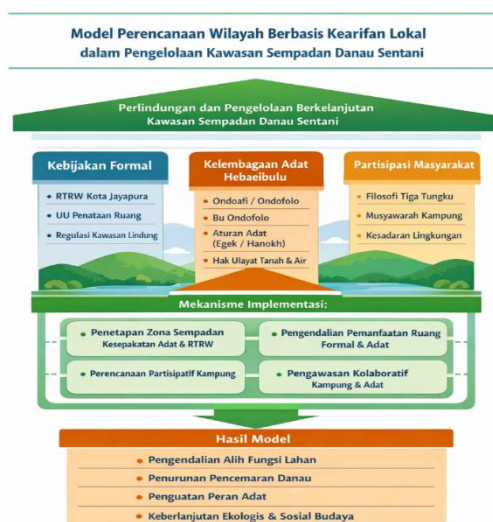 Model Perencanaan Wilayah Berbasis Kearifan Lokal
dalam Pengelolaan Kawasan Sempadan Danau Sentani
Perlindungan dan Pengelolaan Berkelanjutan
Kawasan Sempadan Danau Sentani
Kebijakan Formal
• RTRW Kota Jayapura
• UU Penataan Ruang
• Regulasi Kawasan Lindung
Kelembagaan Adat
Hebaeibulu
• Ondoafi / Ondofolo
• Bu Ondofolo
• Aturan Adat
(Egek / Hanokh)
• Hak Ulayat Tanah & Air
Partisipasi Masyarakat
• Filosofi Tiga Tungku
• Musyawarah Kampung
• Kesadaran Lingkungan
Mekanisme Implementasi:
• Penetapan Zona Sempadan
Kesepakatan Adat & RTRW
• Pengendalian Pemanfaatan Ruang
Formal & Adat
• Perencanaan Partisipatif Kampung
• Pengawasan Kolaboratif
Kampung & Adat
Hasil Model
• Pengendalian Alih Fungsi Lahan
• Penurunan Pencemaran Danau
• Penguatan Peran Adat
• Keberlanjutan Ekologis & Sosial Budaya